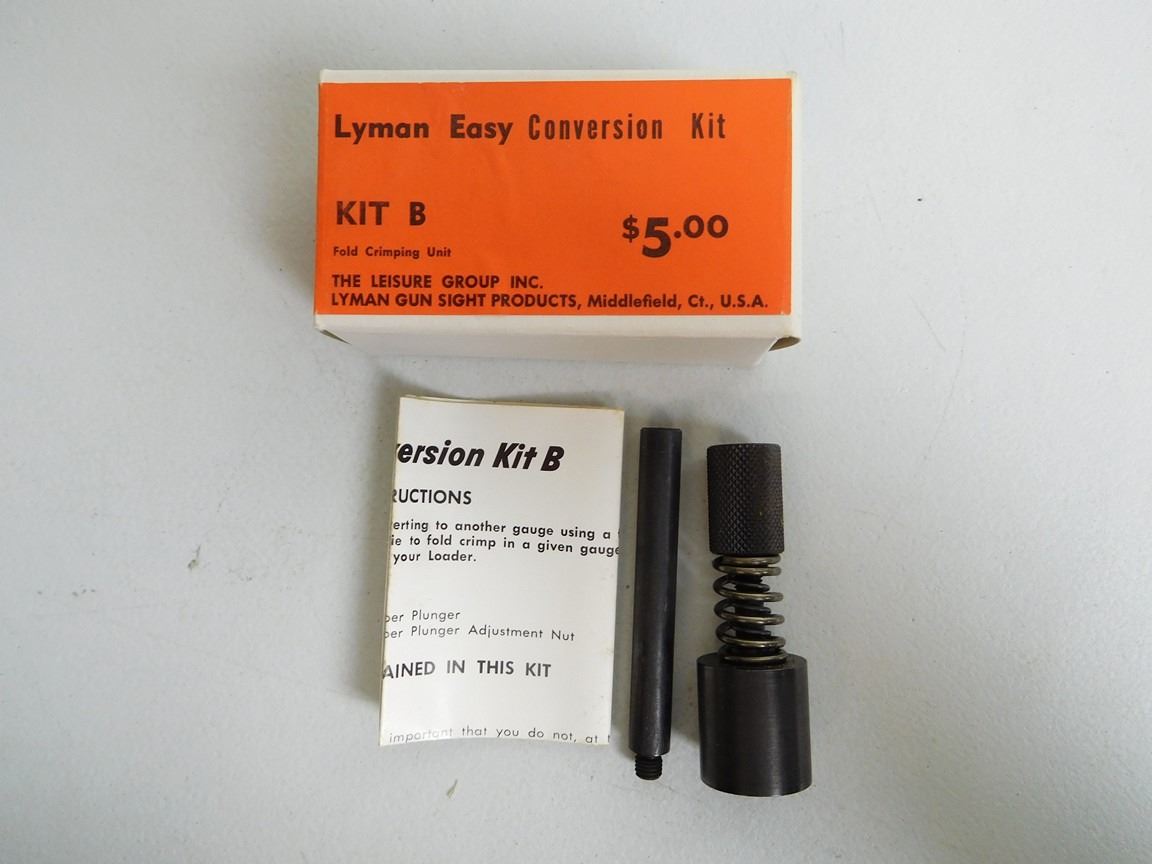 Lyman Easy Conversion Kit
KIT B
$5.00
Fold Crimping Unit
THE LEISURE GROUP INC.
LYMAN GUN SIGHT PRODUCTS, Middlefield, Ct., U.S.A.
ersion Kit B
RUCTIONS
erting to another gauge using a
ie to fold crimp in a given gauge
your Loader.
per Plunger
per Plunger Adjustment Nut
AINED IN THIS KIT
important that you do not, at